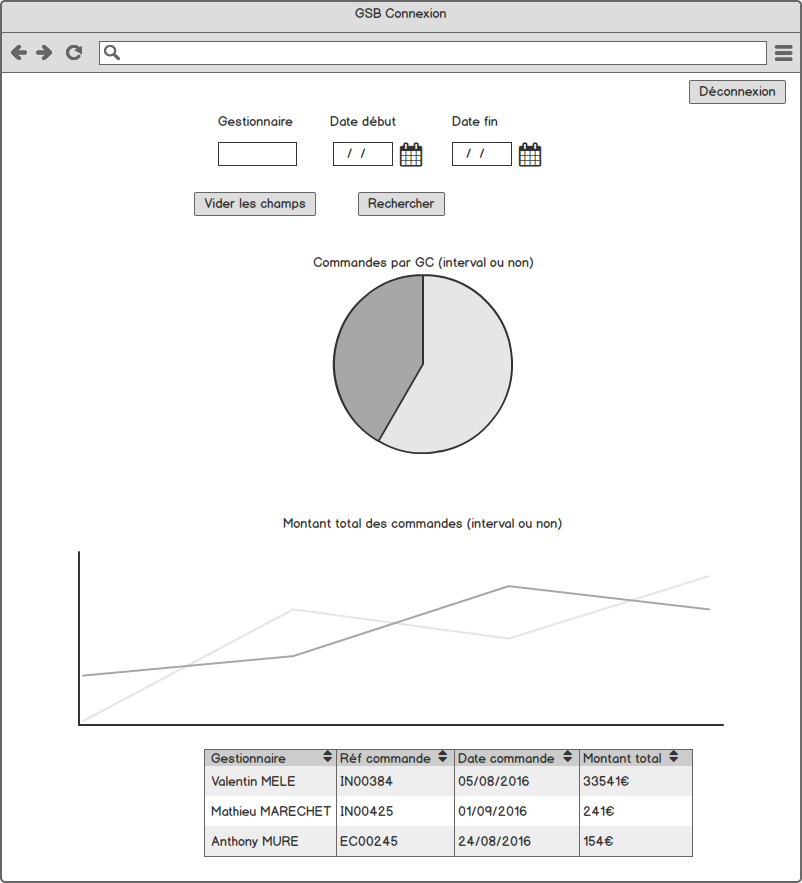 GSB Connexion
Déconnexion
Gestionnaire Date début Date fin
/ / / /
Vider les champs Rechercher
Commandes par GC (interval ou non)
Montant total des commandes (interval ou non)
Gestionnaire Réf commande Date commande Montant total
Valentin MELE IN00384 05/08/2016 33541€
Mathieu MARECHET IN00425 01/09/2016 241€
Anthony MURE EC00245 24/08/2016 154€